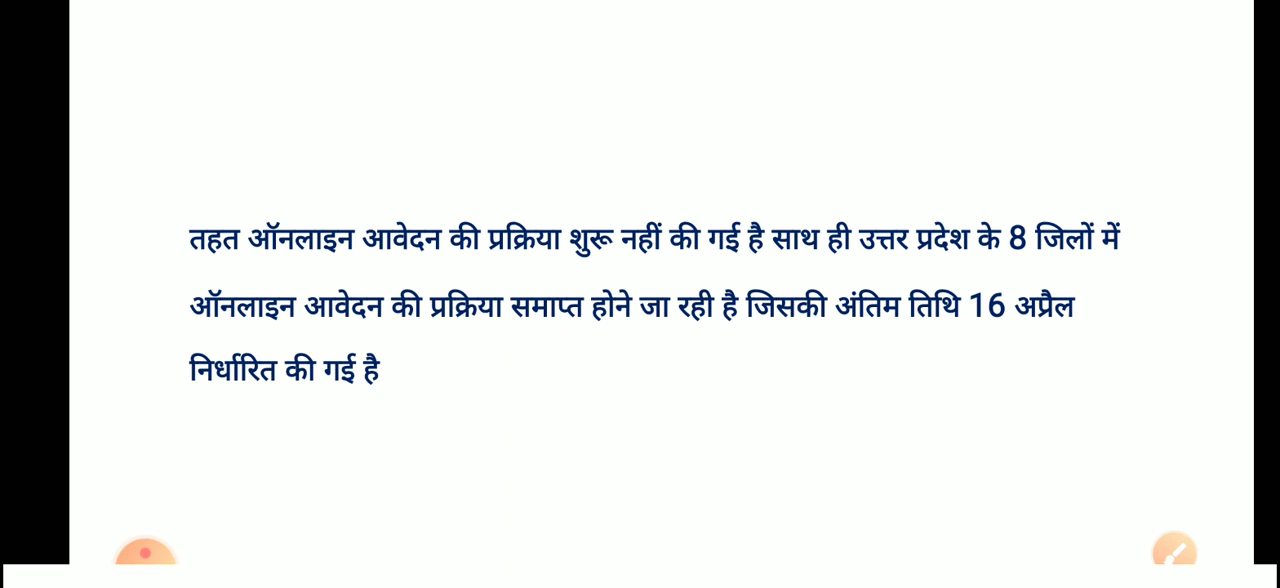 तहत ऑनलाइन आवेदन की प्रक्रिया शुरू नहीं की गई है साथ ही उत्तर प्रदेश के 8 जिलों में
ऑनलाइन आवेदन की प्रक्रिया समाप्त होने जा रही है जिसकी अंतिम तिथि 16 अप्रैल
निर्धारित की गई है